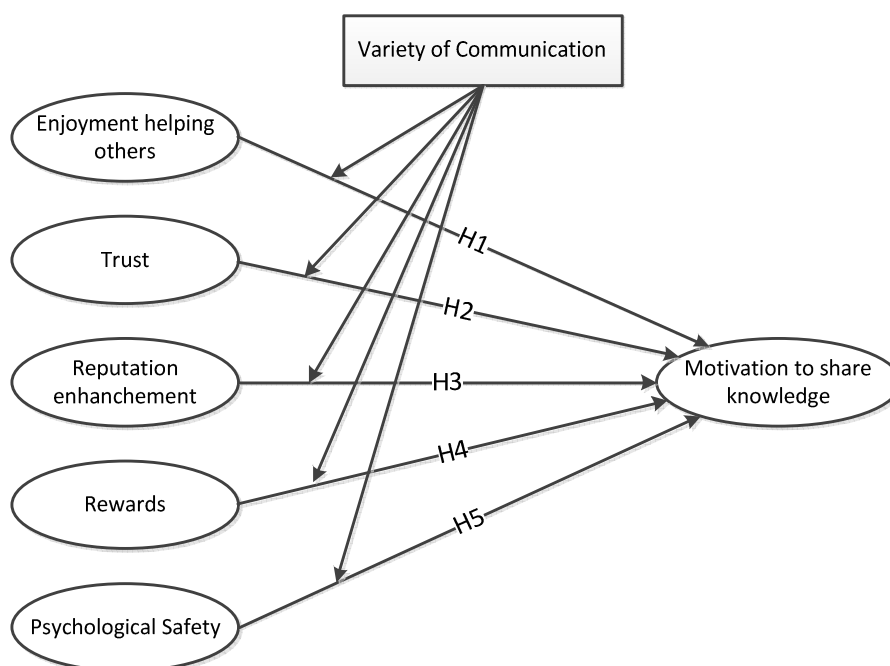 Variety of Communication
Enjoyment helping
others
H1
Trust
H2
Reputation
enhanchement
H3
Motivation to share
knowledge
Rewards
H4
H5
Psychological Safety